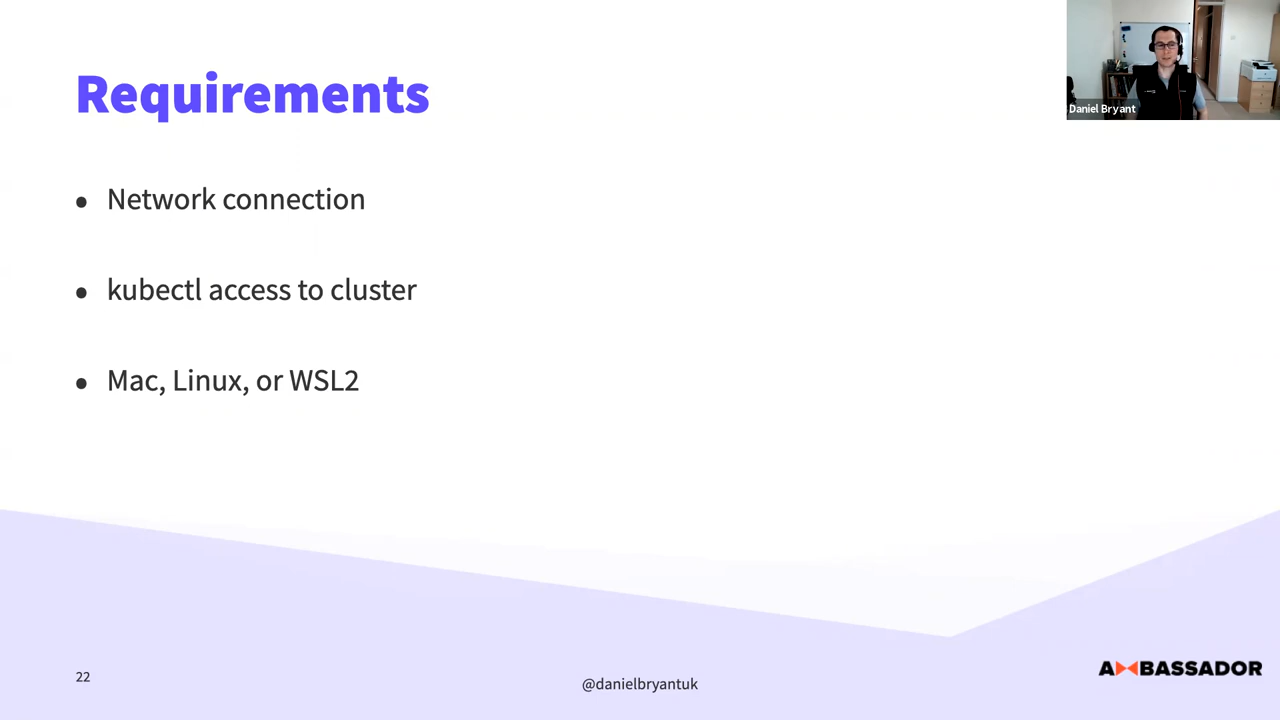 Requirements
Daniel Bryant
• Network connection
• kubectl access to cluster
• Mac, Linux, or WSL2
22
@danielbryantuk
AMBASSADOR